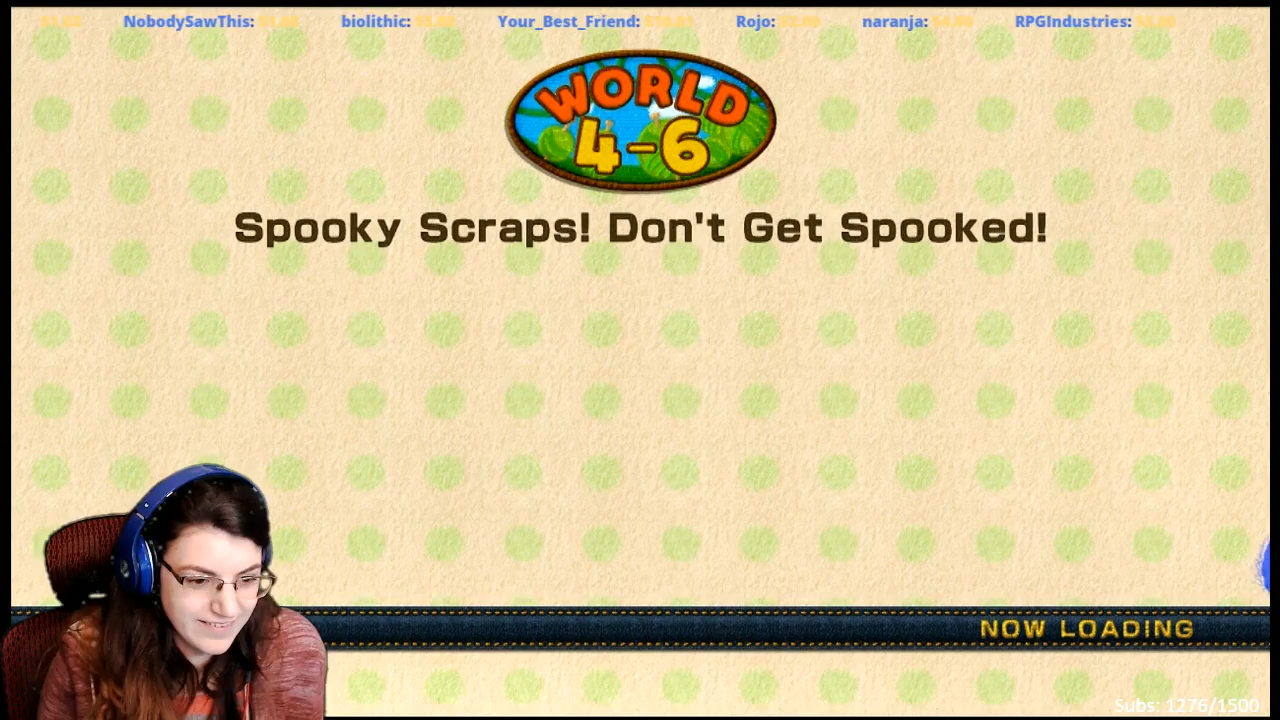 NobodySawThis: biolithic: Your_Best_Friend: Rojo: naranja: RPGIndustries:
WORLD
4-6
Spooky Scraps! Don't Get Spooked!
NOW LOADING
Subs: 1276/1500